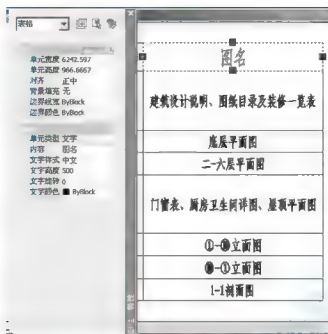 表格
单元宽度 6242.597
单元高度 966.6667
对齐 正中
背景填充 无
边界线宽 ByBlock
边界颜色 ByBlock
单元类型 文字
内容 图名
文字样式 中文
文字高度 500
文字旋转 0
文字颜色 ByBlock
图名
建筑设计说明、图纸目录及装修一览表
底层平面图
二-六层平面图
门窗表、厨房卫生间详图、屋顶平面图
立面图
立面图
1-1剖面图
特性